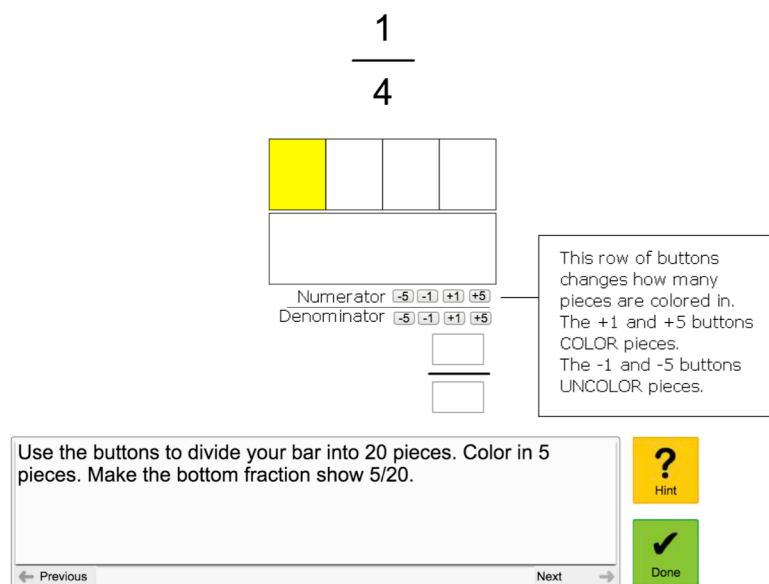 1
4
Numerator -5 -1 +1 +5
Denominator -5 -1 +1 +5
This row of buttons
changes how many
pieces are colored in.
The +1 and +5 buttons
COLOR pieces.
The -1 and -5 buttons
UNCOLOR pieces.
Use the buttons to divide your bar into 20 pieces. Color in 5
pieces. Make the bottom fraction show 5/20.
?
Hint
Done
Previous
Next